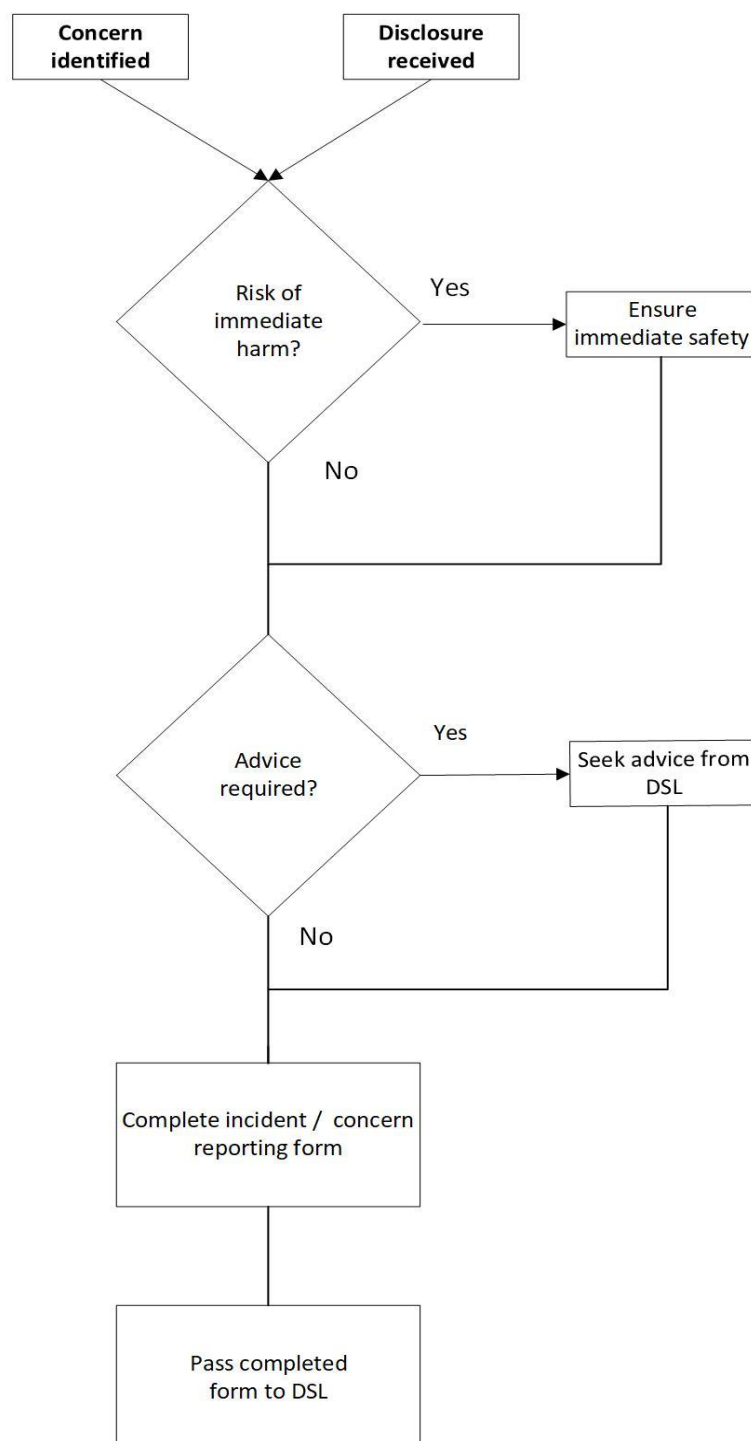 Concern
identified
Disclosure
received
Risk of
immediate
harm?
Yes
Ensure
immediate safety
No
Advice
required?
Yes
Seek advice from
DSL
No
Complete incident / concern
reporting form
Pass completed
form to DSL